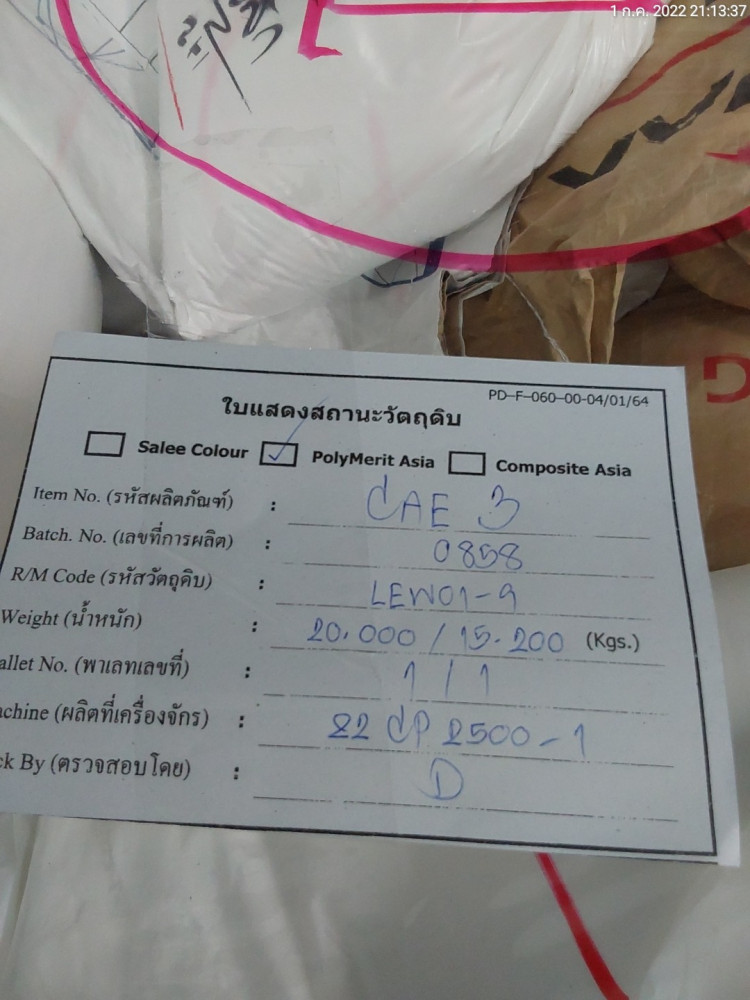 1 ก.ค. 2022 21:13:37
PD-F-060-00-04/01/64
ใบแสดงสถานะวัตถุดิบ
Salee Colour PolyMerit Asia Composite Asia
Item No. (รหัสผลิตภัณฑ์) : CAE 3
Batch. No. (เลขที่การผลิต) : 0858
R/M Code (รหัสวัตถุดิบ) : LEW01-9
Weight (น้ำหนัก) : 20.000 / 15.200 (Kgs.)
allet No. (พาเลทเลขที่) : 1 / 1
achine (ผลิตที่เครื่องจักร) : 22 CP 2500-1
ck By (ตรวจสอบโดย) : D